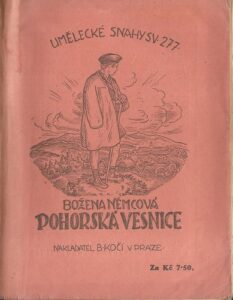 UMĚLECKÉ SNAHY SV·277·
BOŽENA NĚMCOVÁ
POHORSKÁ VESNICE
NAKLADATEL B·KOČÍ V PRAZE·
Za Kč 7·50.